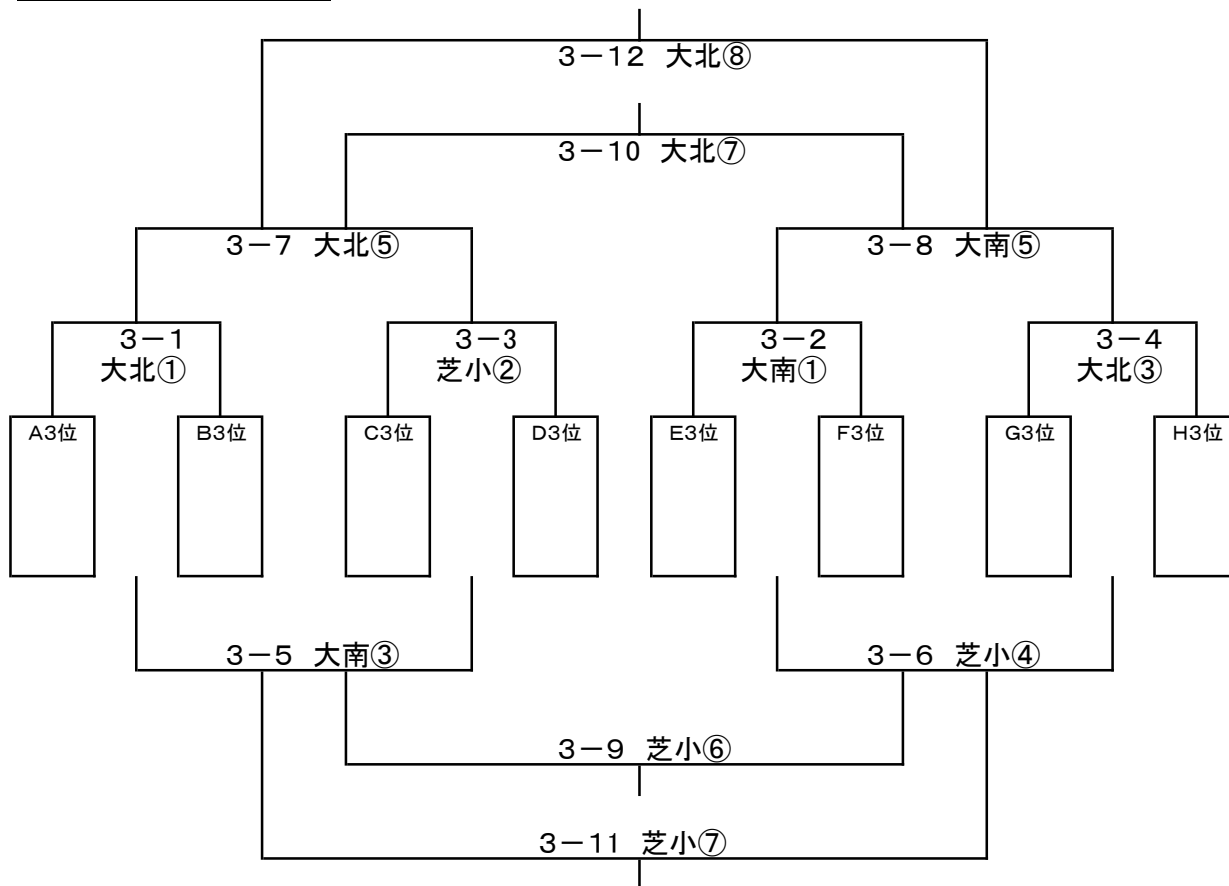 3－12 大北⑧
3－10 大北⑦
3－7 大北⑤
3－8 大南⑤
3－1
大北①
3－3
芝小②
3－2
大南①
3－4
大北③
A3位
B3位
C3位
D3位
E3位
F3位
G3位
H3位
3－5 大南③
3－6 芝小④
3－9 芝小⑥
3－11 芝小⑦